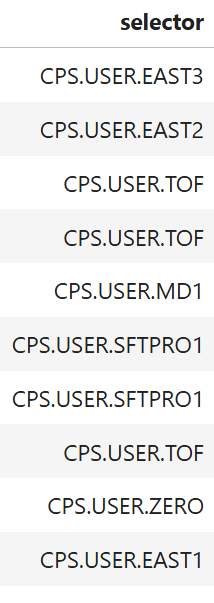 selector
CPS.USER.EAST3
CPS.USER.EAST2
CPS.USER.TOF
CPS.USER.TOF
CPS.USER.MD1
CPS.USER.SFTPRO1
CPS.USER.SFTPRO1
CPS.USER.TOF
CPS.USER.ZERO
CPS.USER.EAST1